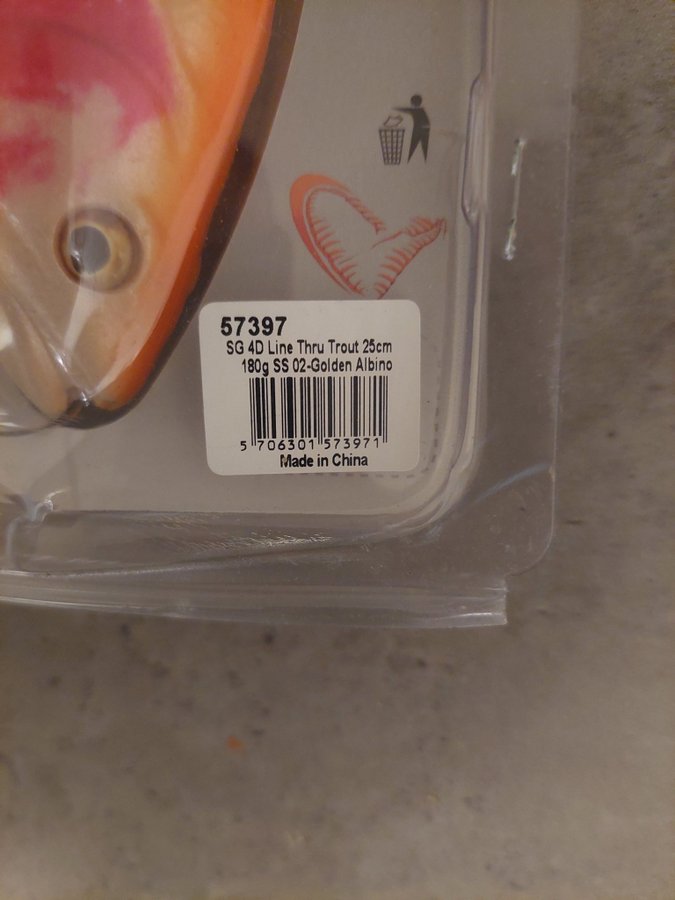 57397
SG 4D Line Thru Trout 25cm
180g SS 02-Golden Albino
5 706301 573971
Made in China